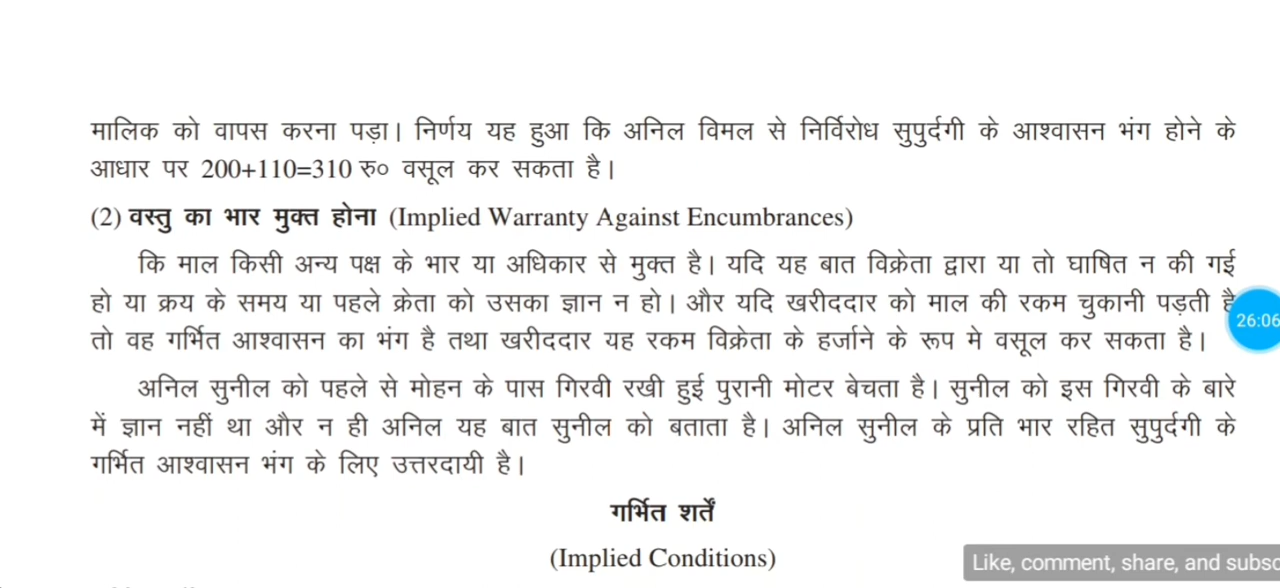 मालिक को वापस करना पड़ा। निर्णय यह हुआ कि अनिल विमल से निर्विरोध सुपुर्दगी के आश्वासन भंग होने के
आधार पर 200+110=310 रु० वसूल कर सकता है।
(2) वस्तु का भार मुक्त होना (Implied Warranty Against Encumbrances)
कि माल किसी अन्य पक्ष के भार या अधिकार से मुक्त है। यदि यह बात विक्रेता द्वारा या तो घाषित न की गई
हो या क्रय के समय या पहले क्रेता को उसका ज्ञान न हो। और यदि खरीददार को माल की रकम चुकानी पड़ती है
तो वह गर्भित आश्वासन का भंग है तथा खरीददार यह रकम विक्रेता के हर्जाने के रूप मे वसूल कर सकता है।
अनिल सुनील को पहले से मोहन के पास गिरवी रखी हुई पुरानी मोटर बेचता है। सुनील को इस गिरवी के बारे
में ज्ञान नहीं था और न ही अनिल यह बात सुनील को बताता है। अनिल सुनील के प्रति भार रहित सुपुर्दगी के
गर्भित आश्वासन भंग के लिए उत्तरदायी है।
गर्भित शर्तें
(Implied Conditions)
26:06
Like, comment, share, and subsc